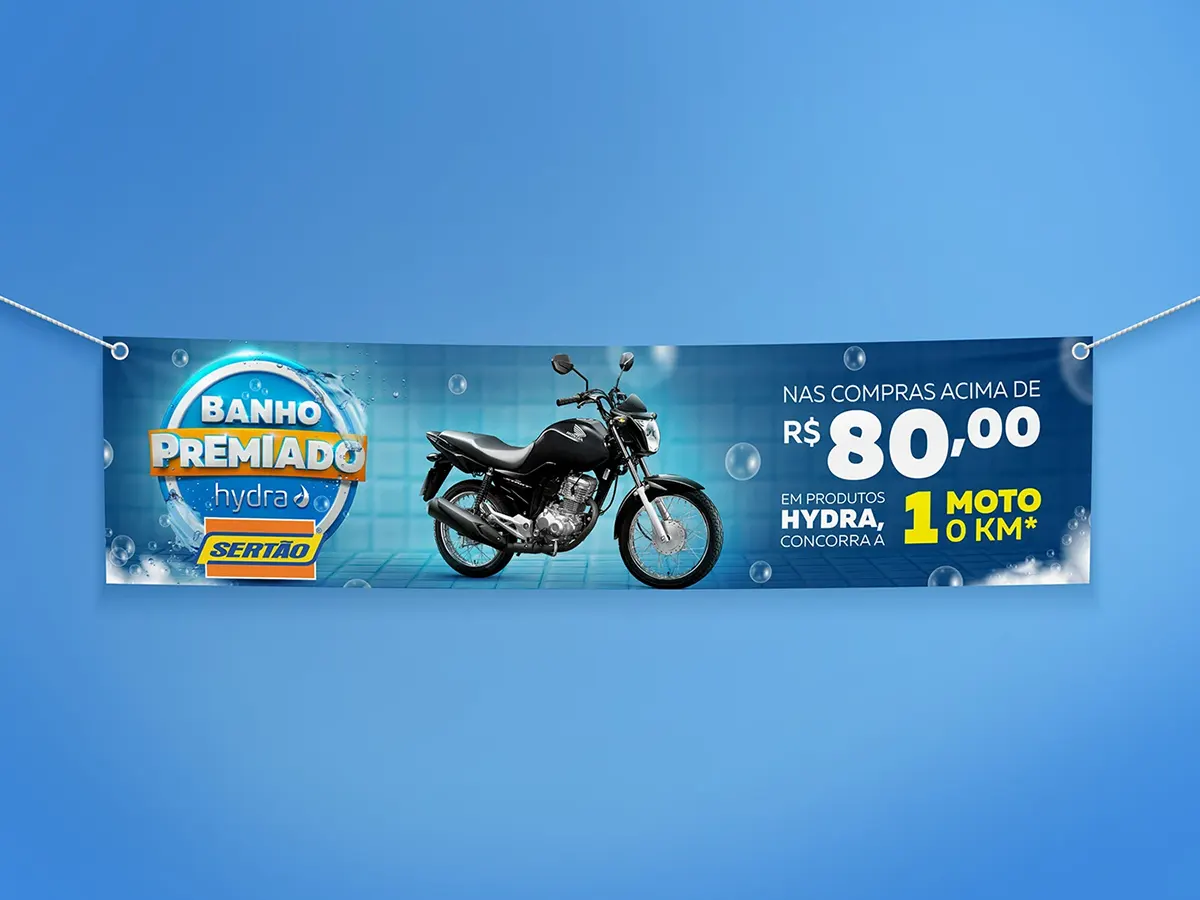 BANHO
PREMIADO
hydra
SERTÃO
NAS COMPRAS ACIMA DE
R$ 80,00
EM PRODUTOS
HYDRA,
CONCORRA A
1 MOTO
0 KM*